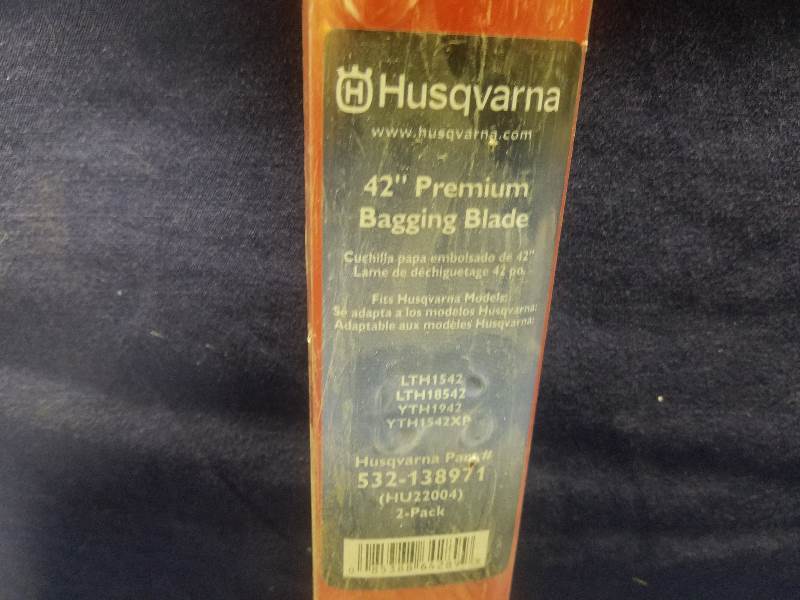 Husqvarna
www.husqvarna.com
42" Premium
Bagging Blade
Cuchilla papa embolsado de 42"
Lame de déchiguetage 42 po.
Fits Husqvarna Models:
Se adapta a los modelos Husqvarna:
Adaptable aux modèles Husqvarna:
LTH1542
LTH18542
YTH1942
YTH1542XP
Husqvarna Part#
532-138971
(HU22004)
2-Pack